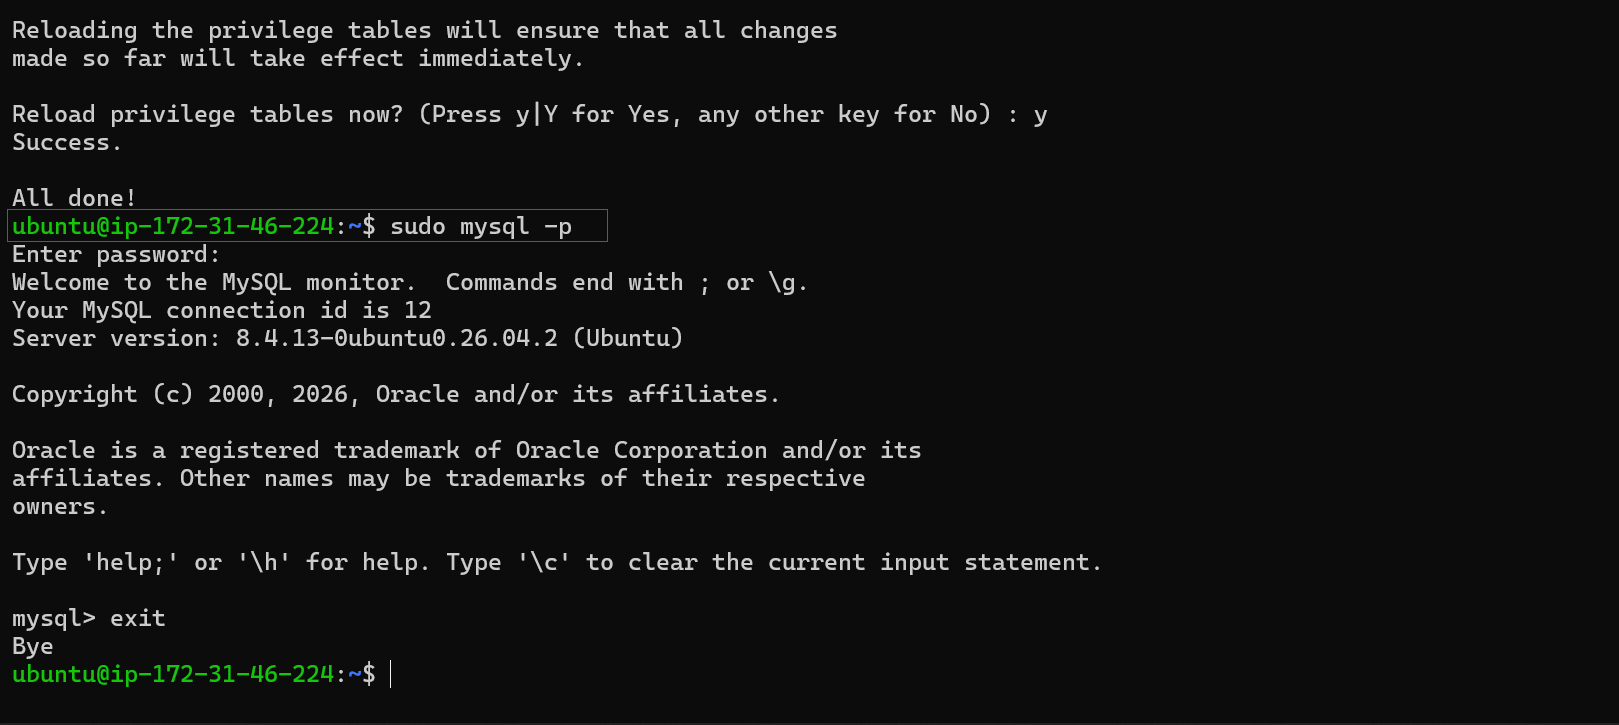 Reloading the privilege tables will ensure that all changes
made so far will take effect immediately.
Reload privilege tables now? (Press y|Y for Yes, any other key for No) : y
Success.
All done!
ubuntu@ip-172-31-46-224:~$ sudo mysql -p
Enter password:
Welcome to the MySQL monitor.  Commands end with ; or \g.
Your MySQL connection id is 12
Server version: 8.4.13-0ubuntu0.26.04.2 (Ubuntu)
Copyright (c) 2000, 2026, Oracle and/or its affiliates.
Oracle is a registered trademark of Oracle Corporation and/or its
affiliates. Other names may be trademarks of their respective
owners.
Type 'help;' or '\h' for help. Type '\c' to clear the current input statement.
mysql> exit
Bye
ubuntu@ip-172-31-46-224:~$